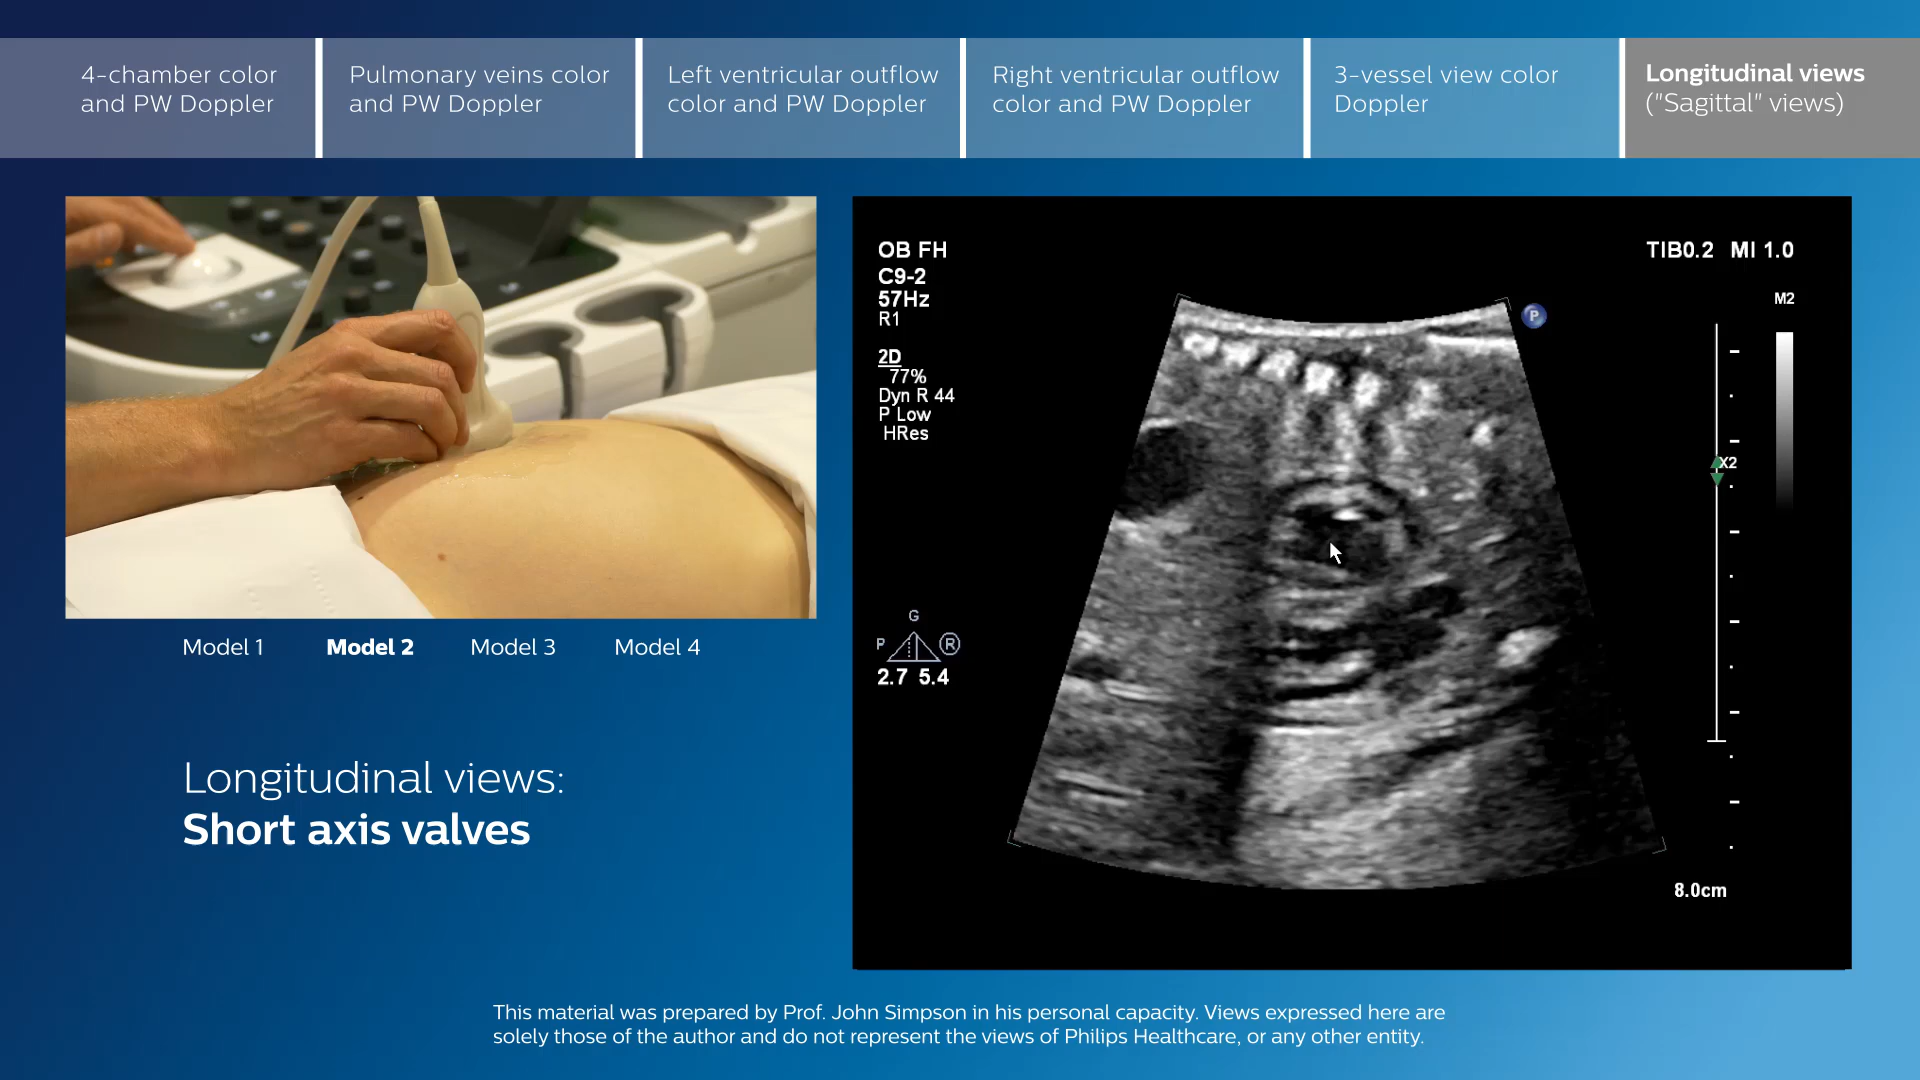 4-chamber color
and PW Doppler
Pulmonary veins color
and PW Doppler
Left ventricular outflow
color and PW Doppler
Right ventricular outflow
color and PW Doppler
3-vessel view color
Doppler
Longitudinal views
("Sagittal" views)
OB FH
C9-2
57Hz
R1
2D
77%
Dyn R 44
P Low
HRes
TIB0.2 MI 1.0
M2
P
X2
G
P R
2.7 5.4
8.0cm
Model 1 Model 2 Model 3 Model 4
Longitudinal views:
Short axis valves
This material was prepared by Prof. John Simpson in his personal capacity. Views expressed here are
solely those of the author and do not represent the views of Philips Healthcare, or any other entity.